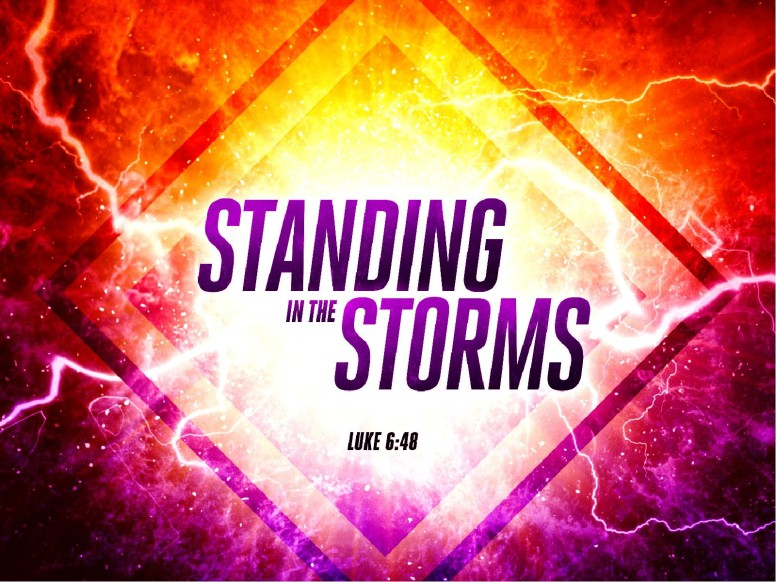 STANDING
IN THE
STORMS
LUKE 6:48